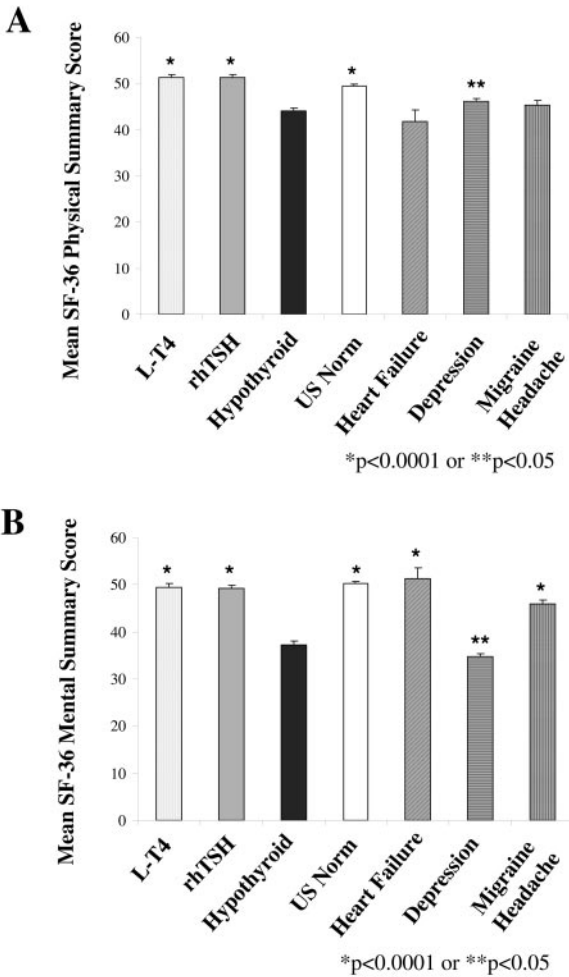 A
Mean SF-36 Physical Summary Score
60
50
40
30
20
10
0
* * * **
L-T4
rhTSH
Hypothyroid
US Norm
Heart Failure
Depression
Migraine
Headache
*p<0.0001 or **p<0.05
B
Mean SF-36 Mental Summary Score
60
50
40
30
20
10
0
* * * * ** *
L-T4
rhTSH
Hypothyroid
US Norm
Heart Failure
Depression
Migraine
Headache
*p<0.0001 or **p<0.05